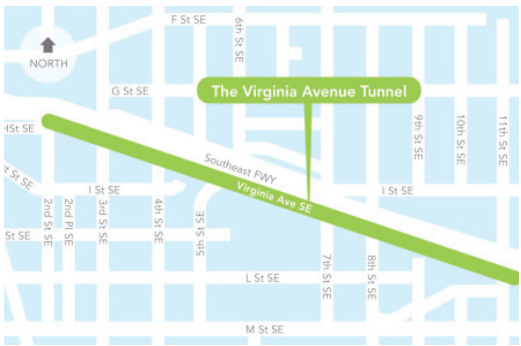 F St SE
6th St SE
NORTH
G St SE
The Virginia Avenue Tunnel
9th St SE
10th St SE
11th St SE
HSt SE
Southeast FWY
St SE
I St SE
Virginia Ave SE
I St SE
2nd St SE
2nd Pl SE
3rd St SE
4th St SE
5th St SE
St SE
7th St SE
8th St SE
L St SE
M St SE